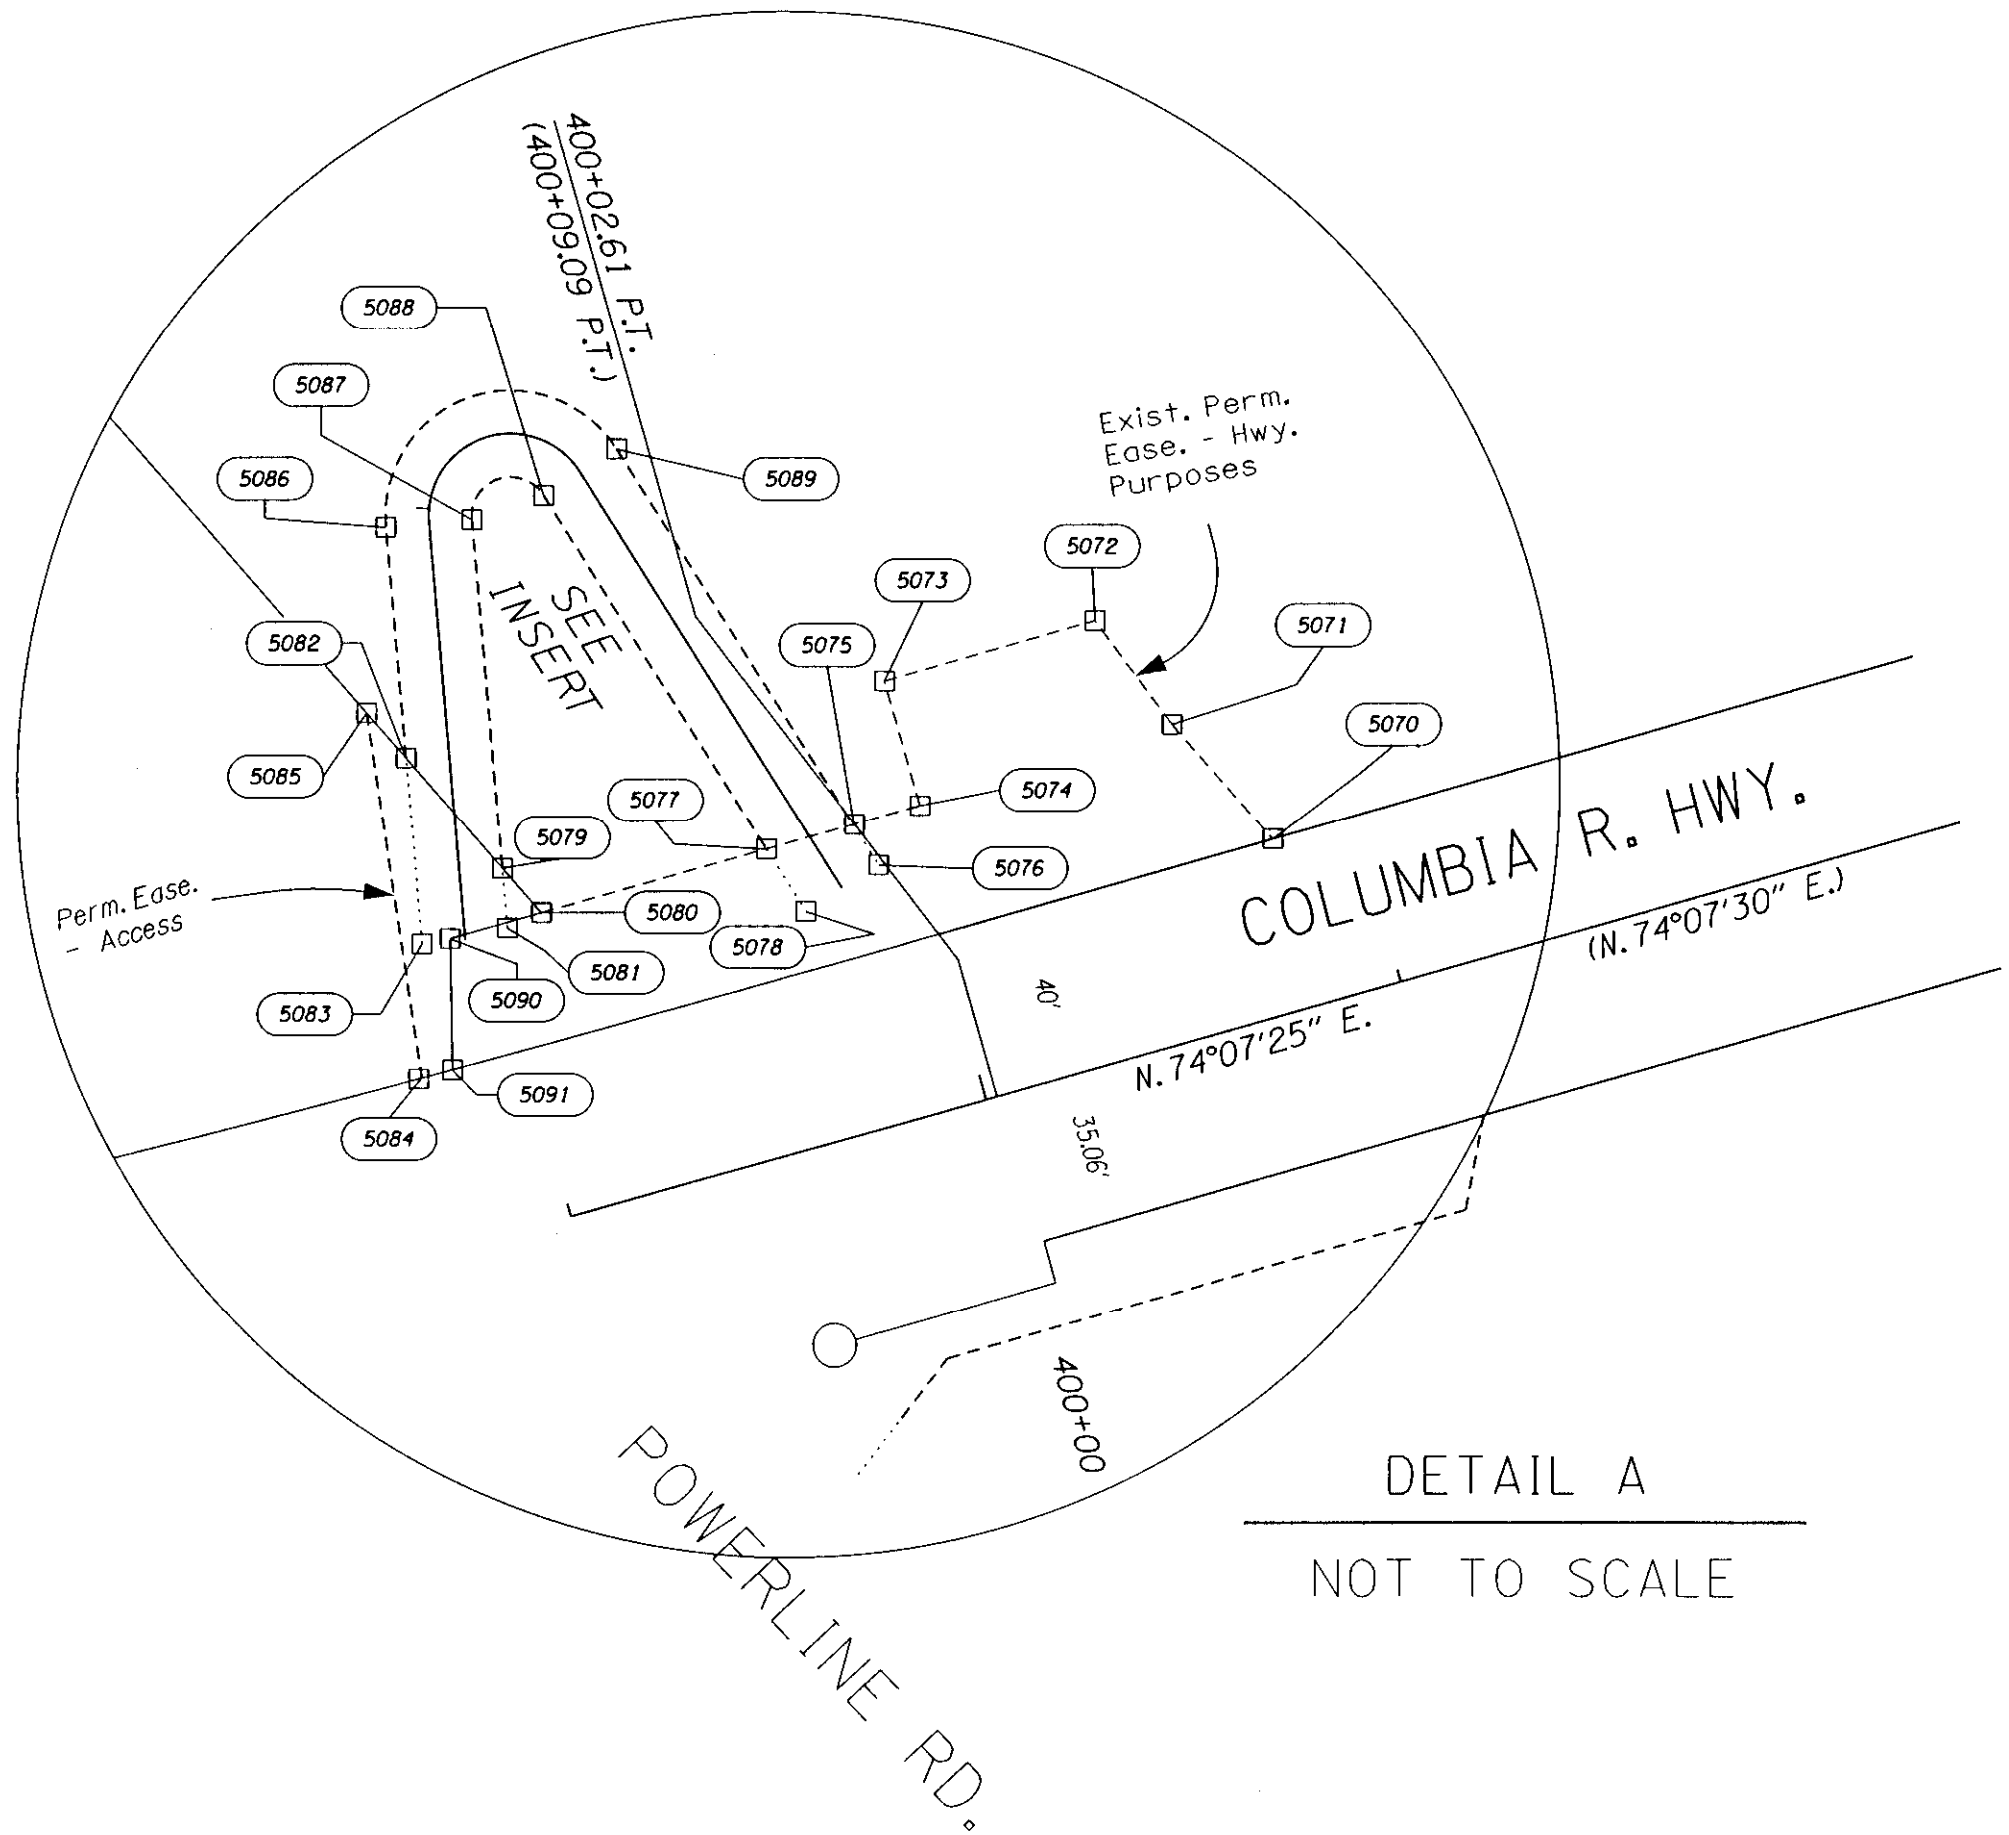 400+02.61 P.T.
(400+09.09 P.T.)
5088
5087
5086
5089
Exist. Perm.
Ease. - Hwy.
Purposes
5072
5073
5071
5082
5075
SEE
INSERT
5070
5085
5077
5074
5079
5076
COLUMBIA R. HWY.
Perm. Ease.
- Access
5080
5078
5081
(N. 74°07'30" E.)
5090
5083
40'
N. 74°07'25" E.
5091
5084
35.06'
400+00
POWERLINE RD.
DETAIL A
NOT TO SCALE